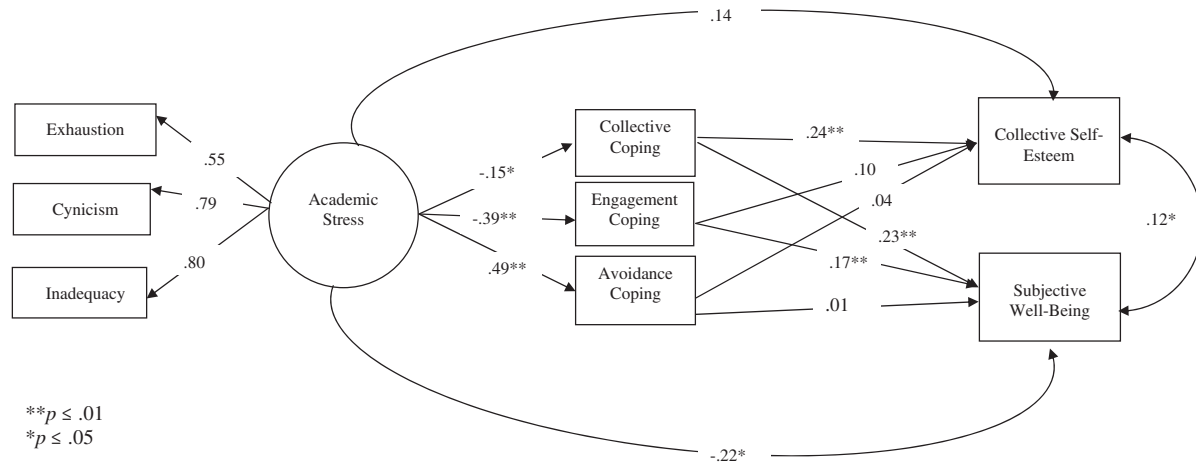 .14
Exhaustion
Collective
Coping
.24**
Collective Self-
Esteem
.55
-.15*
.10
Cynicism
.79
Academic
Stress
-.39**
Engagement
Coping
.04
.12*
.23**
.80
.49**
.17**
Inadequacy
Avoidance
Coping
.01
Subjective
Well-Being
**p ≤ .01
*p ≤ .05
-.22*